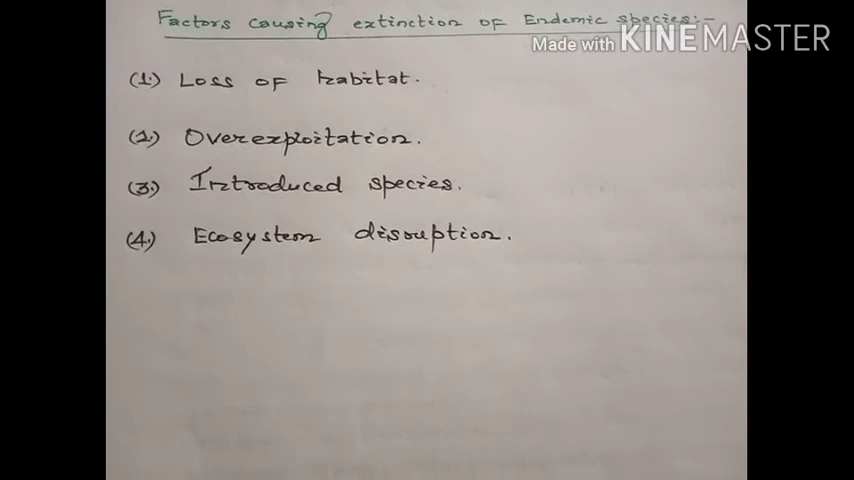 Factors causing extinction of Endemic species:-
Made with KINEMASTER
(1.) Loss of habitat.
(2.) Overexploitation.
(3.) Introduced species.
(4.) Ecosystem disruption.